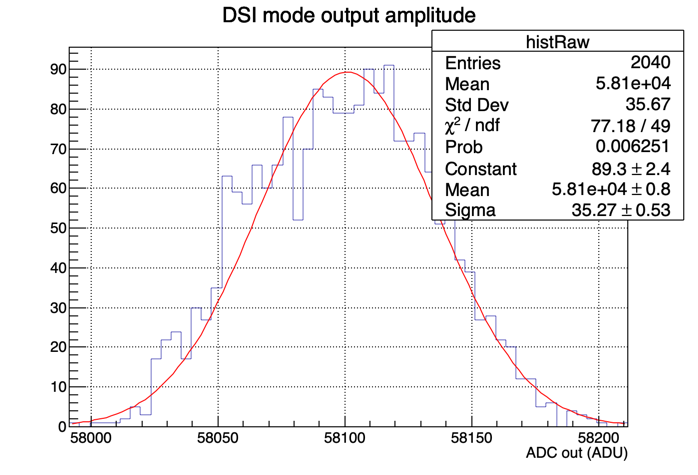 DSI mode output amplitude
histRaw
Entries 2040
Mean 5.81e+04
Std Dev 35.67
χ² / ndf 77.18 / 49
Prob 0.006251
Constant 89.3 ± 2.4
Mean 5.81e+04 ± 0.8
Sigma 35.27 ± 0.53
90
80
70
60
50
40
30
20
10
0
58000 58050 58100 58150 58200
ADC out (ADU)